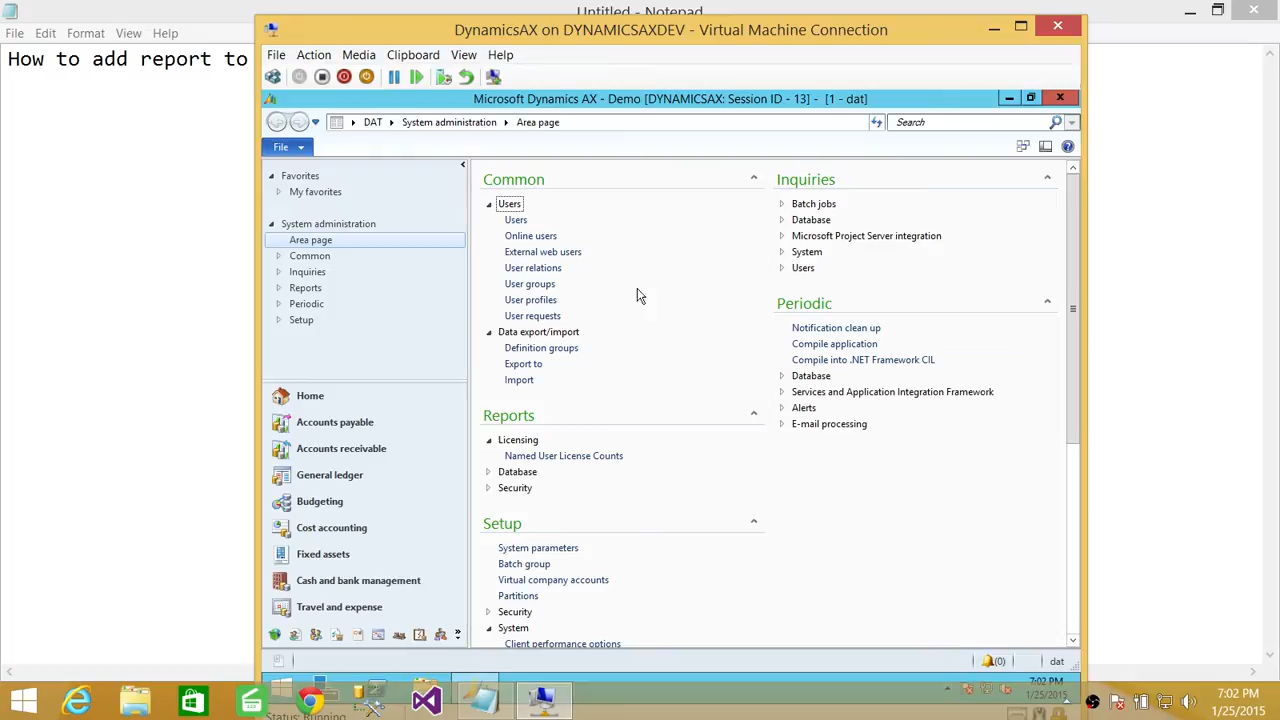 Untitled - Notepad
File Edit Format View Help
How to add report to
DynamicsAX on DYNAMICSAXDEV - Virtual Machine Connection
File Action Media Clipboard View Help
Microsoft Dynamics AX - Demo [DYNAMICSAX: Session ID - 13] - [1 - dat]
DAT System administration Area page
Search
File
Favorites
My favorites
System administration
Area page
Common
Inquiries
Reports
Periodic
Setup
Home
Accounts payable
Accounts receivable
General ledger
Budgeting
Cost accounting
Fixed assets
Cash and bank management
Travel and expense
Common
Users
Users
Online users
External web users
User relations
User groups
User profiles
User requests
Data export/import
Definition groups
Export to
Import
Reports
Licensing
Named User License Counts
Database
Security
Setup
System parameters
Batch group
Virtual company accounts
Partitions
Security
System
Client performance options
Inquiries
Batch jobs
Database
Microsoft Project Server integration
System
Users
Periodic
Notification clean up
Compile application
Compile into .NET Framework CIL
Database
Services and Application Integration Framework
Alerts
E-mail processing
(0)
dat
7:02 PM
1/25/2015
Status: Running
7:02 PM
1/25/2015